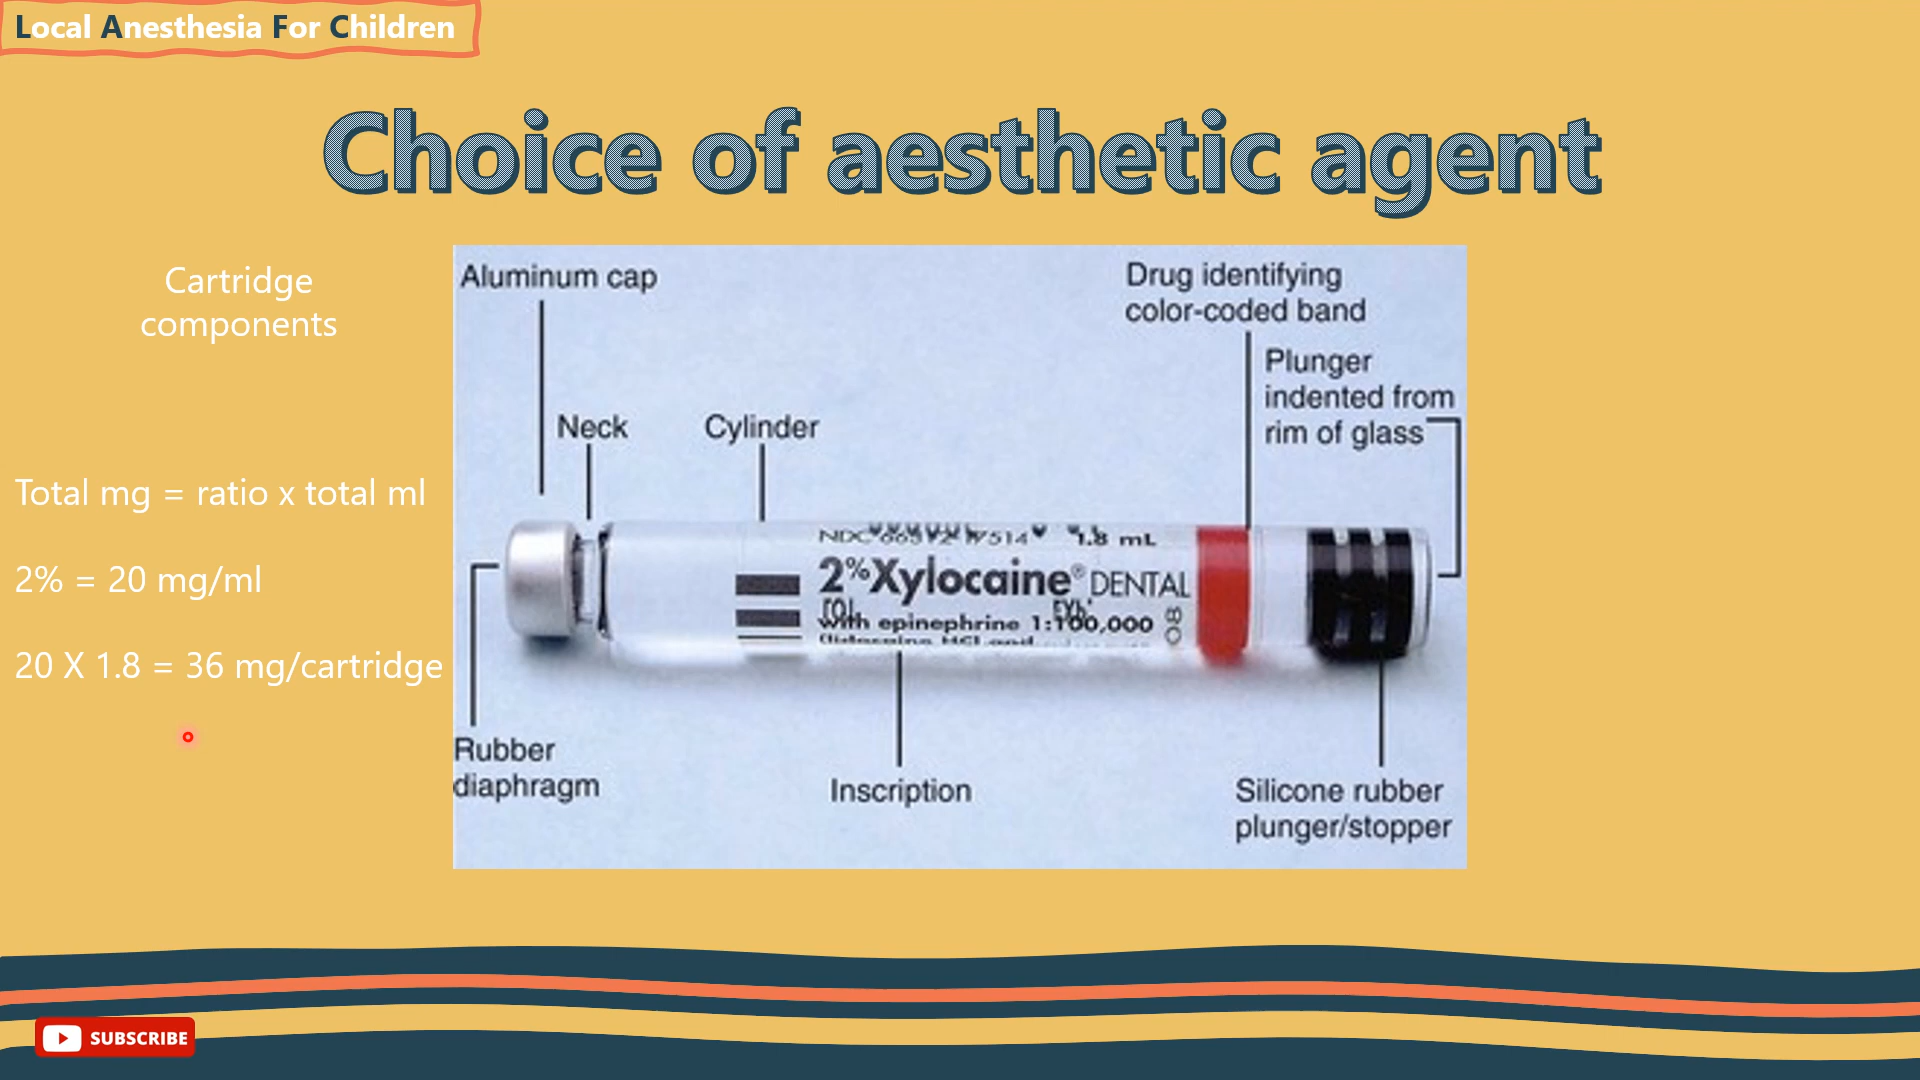 Local Anesthesia For Children
Choice of aesthetic agent
Cartridge
components
Total mg = ratio x total ml
2% = 20 mg/ml
20 X 1.8 = 36 mg/cartridge
Aluminum cap
Neck
Cylinder
Drug identifying
color-coded band
Plunger
indented from
rim of glass
1.8 mL
2% Xylocaine® DENTAL
with epinephrine 1:100,000
Rubber
diaphragm
Inscription
Silicone rubber
plunger/stopper
SUBSCRIBE